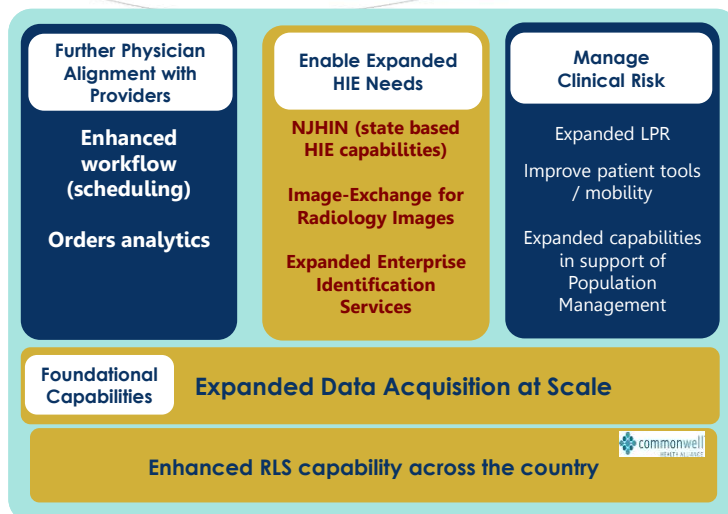 Further Physician
Alignment with
Providers
Enhanced
workflow
(scheduling)
Orders analytics
Enable Expanded
HIE Needs
NJHIN (state based
HIE capabilities)
Image-Exchange for
Radiology Images
Expanded Enterprise
Identification
Services
Manage
Clinical Risk
Expanded LPR
Improve patient tools
/ mobility
Expanded capabilities
in support of
Population
Management
Foundational
Capabilities
Expanded Data Acquisition at Scale
commonwell
HEALTH ALLIANCE
Enhanced RLS capability across the country